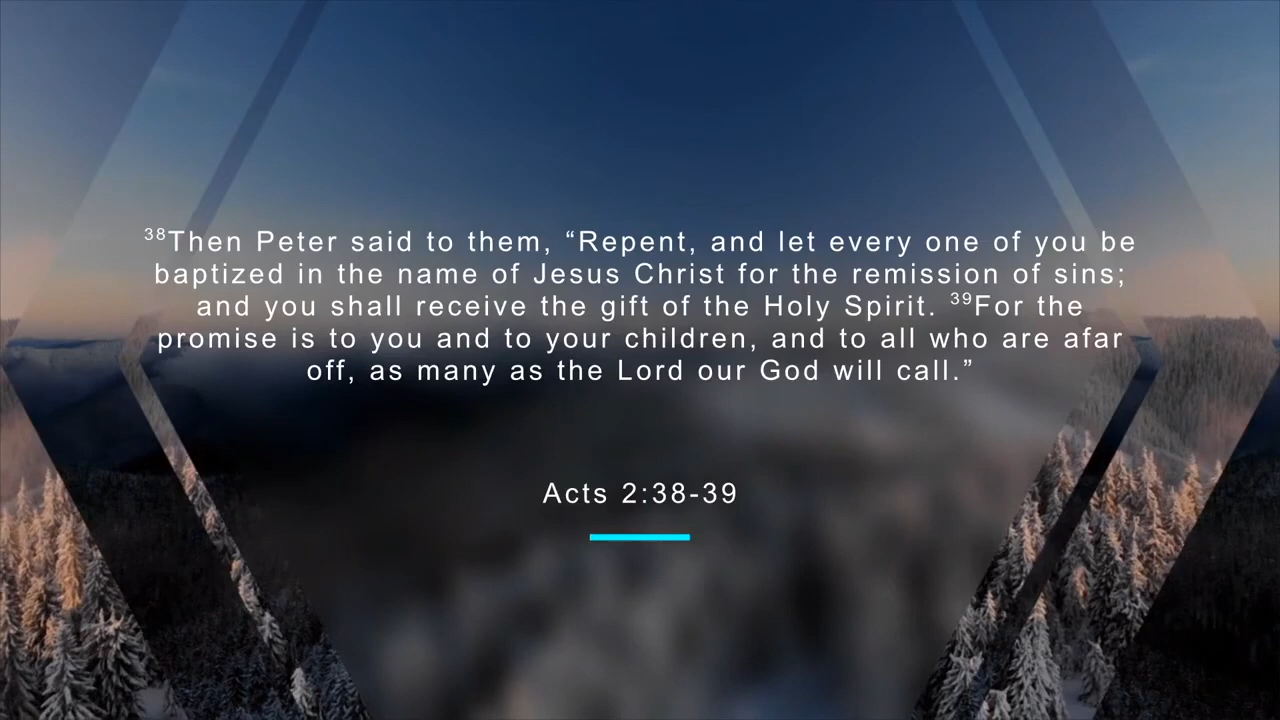 ³⁸Then Peter said to them, “Repent, and let every one of you be
baptized in the name of Jesus Christ for the remission of sins;
and you shall receive the gift of the Holy Spirit. ³⁹For the
promise is to you and to your children, and to all who are afar
off, as many as the Lord our God will call.”
Acts 2:38-39